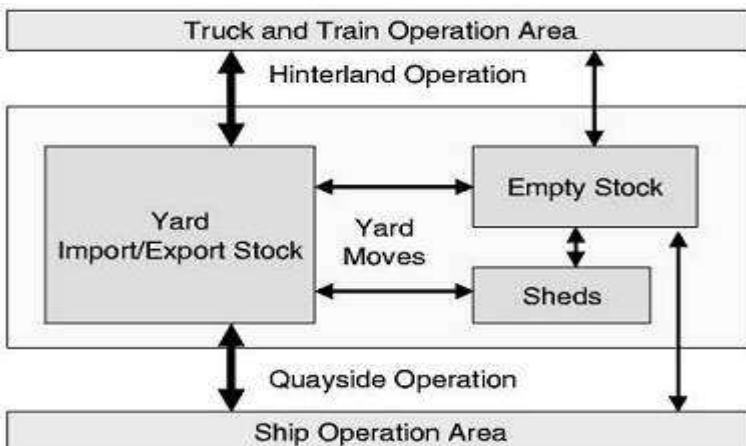 Truck and Train Operation Area
Hinterland Operation
Yard
Import/Export Stock
Yard
Moves
Empty Stock
Sheds
Quayside Operation
Ship Operation Area